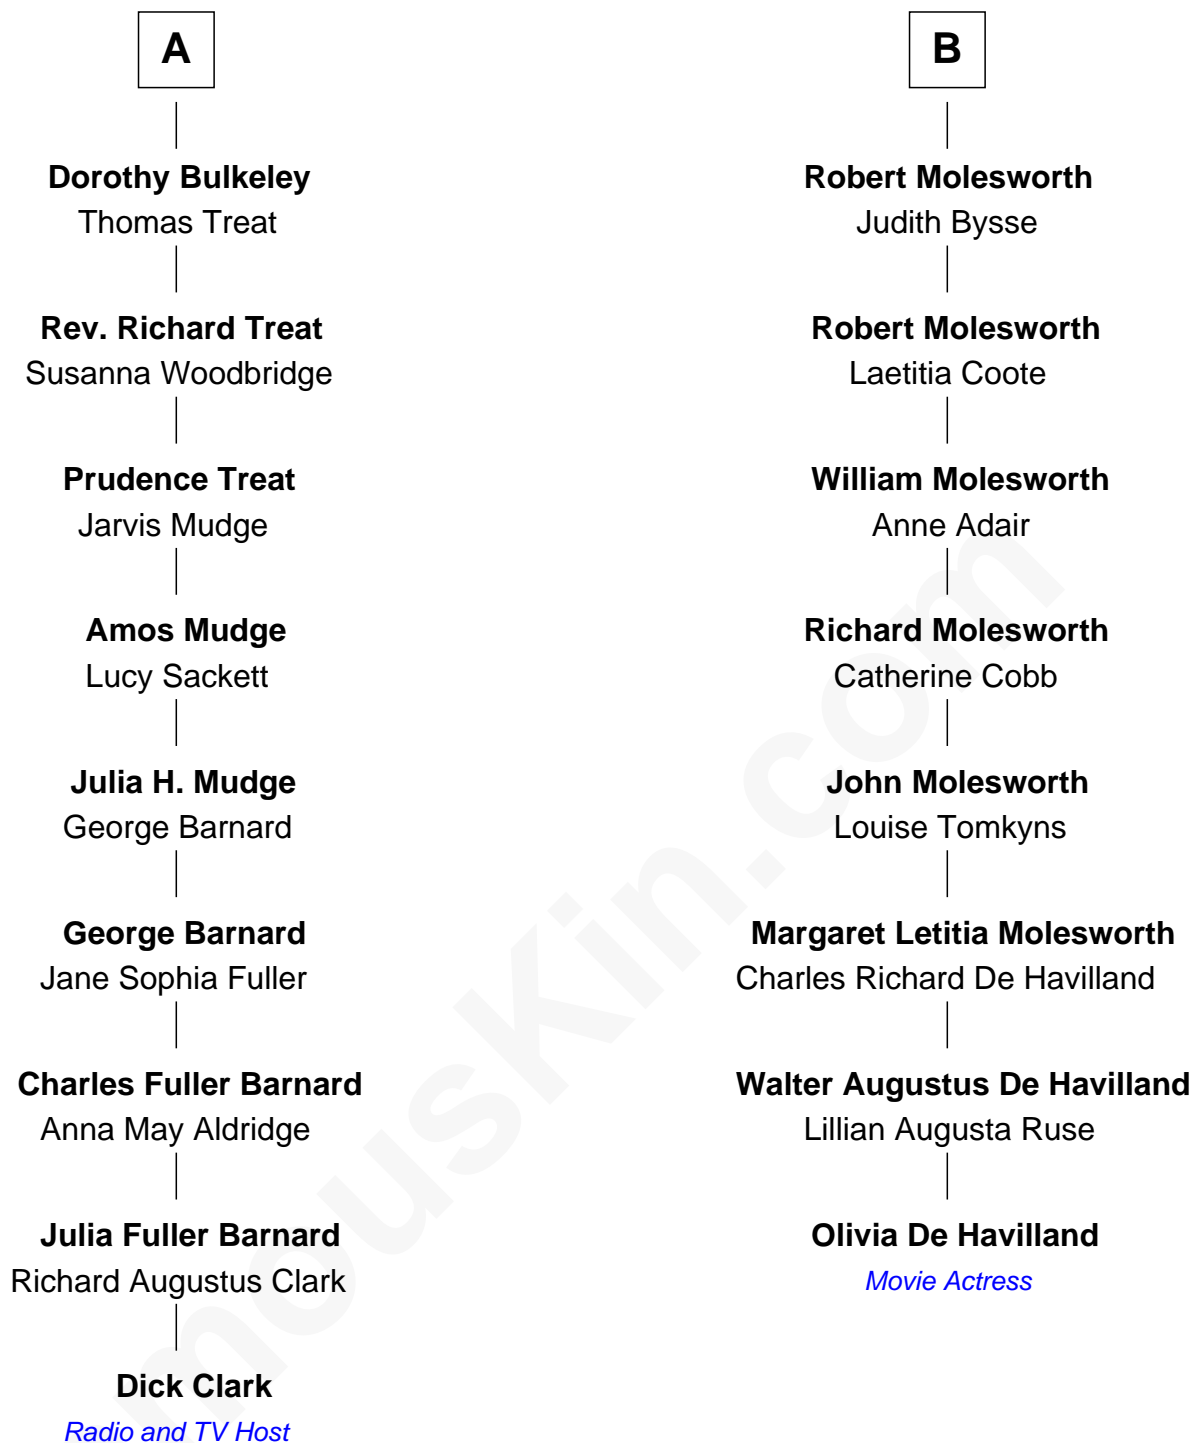 A
Dorothy Bulkeley
Thomas Treat
Rev. Richard Treat
Susanna Woodbridge
Prudence Treat
Jarvis Mudge
Amos Mudge
Lucy Sackett
Julia H. Mudge
George Barnard
George Barnard
Jane Sophia Fuller
Charles Fuller Barnard
Anna May Aldridge
Julia Fuller Barnard
Richard Augustus Clark
Dick Clark
Radio and TV Host
B
Robert Molesworth
Judith Bysse
Robert Molesworth
Laetitia Coote
William Molesworth
Anne Adair
Richard Molesworth
Catherine Cobb
John Molesworth
Louise Tomkyns
Margaret Letitia Molesworth
Charles Richard De Havilland
Walter Augustus De Havilland
Lillian Augusta Ruse
Olivia De Havilland
Movie Actress
mousKin.com